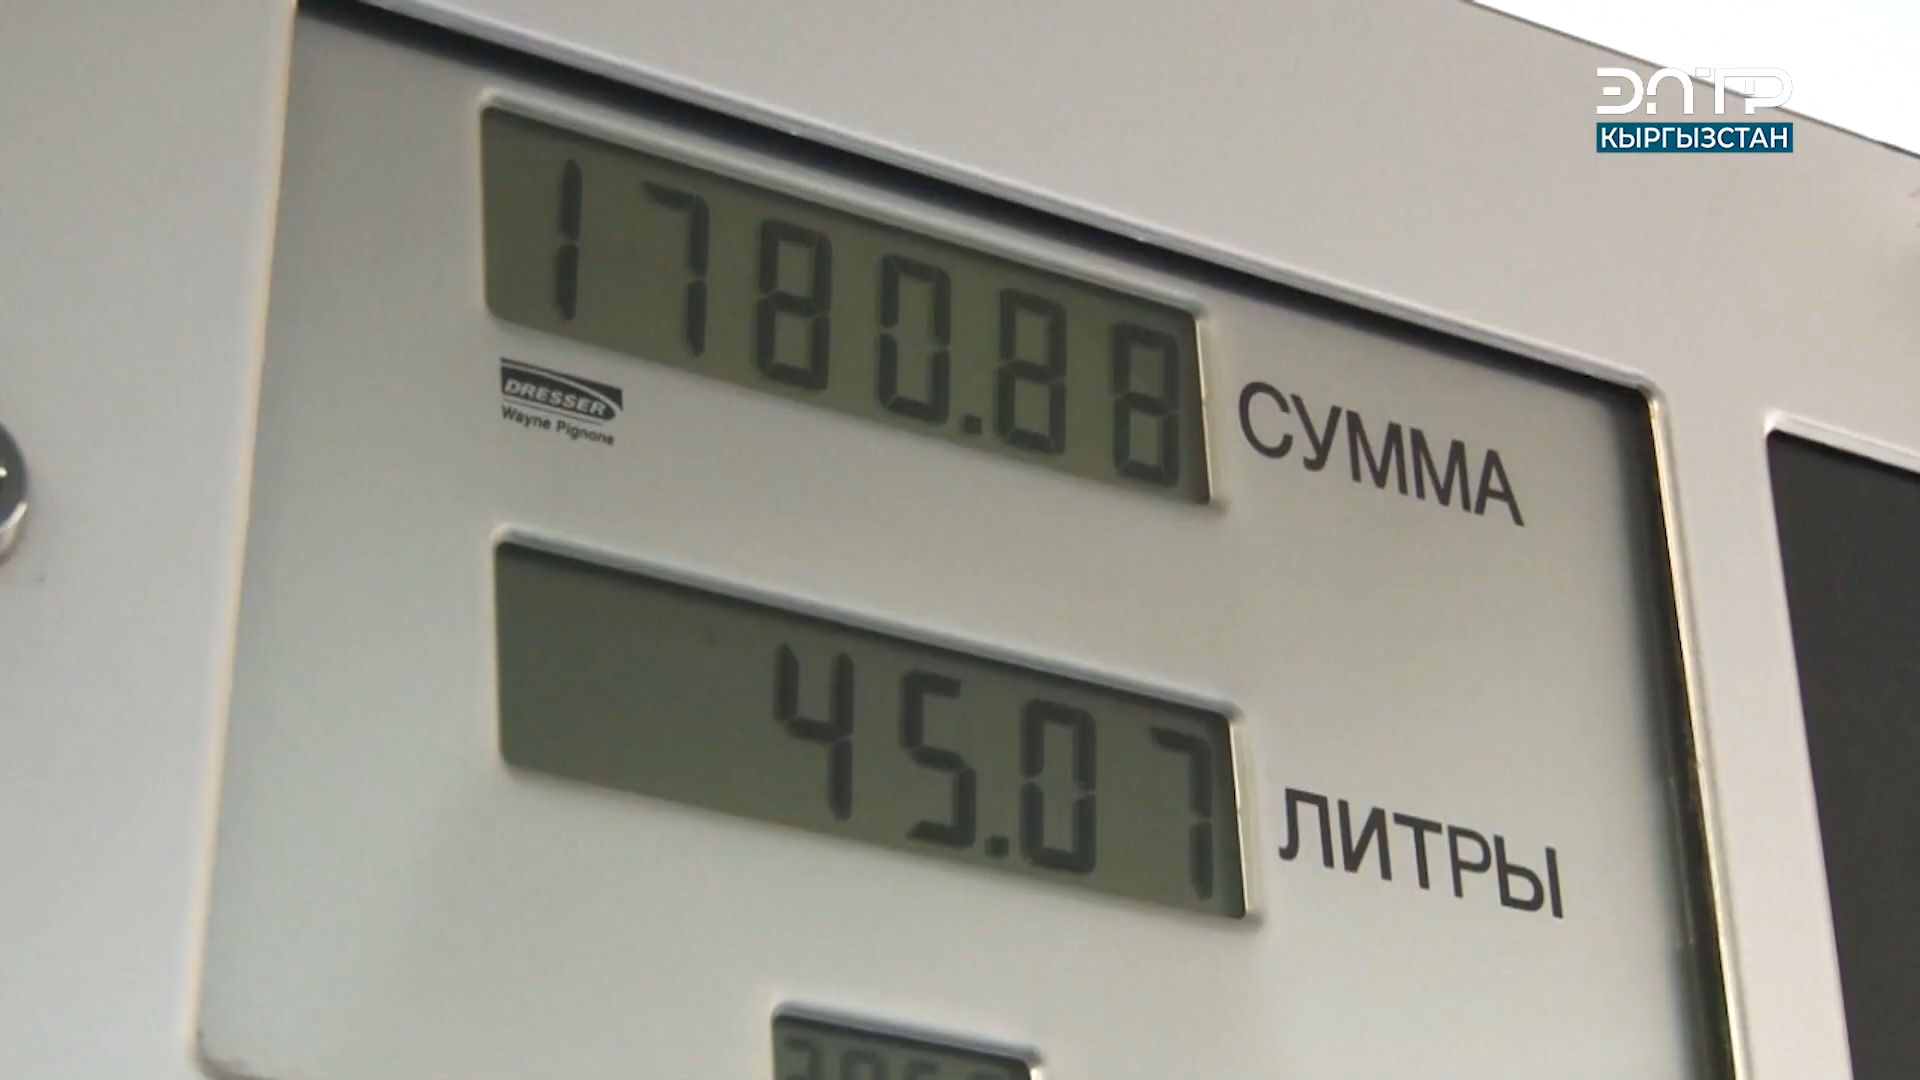 ЭЛТР
КЫРГЫЗСТАН
1780.88
СУММА
DRESSER
Wayne Pignone
45.07
ЛИТРЫ